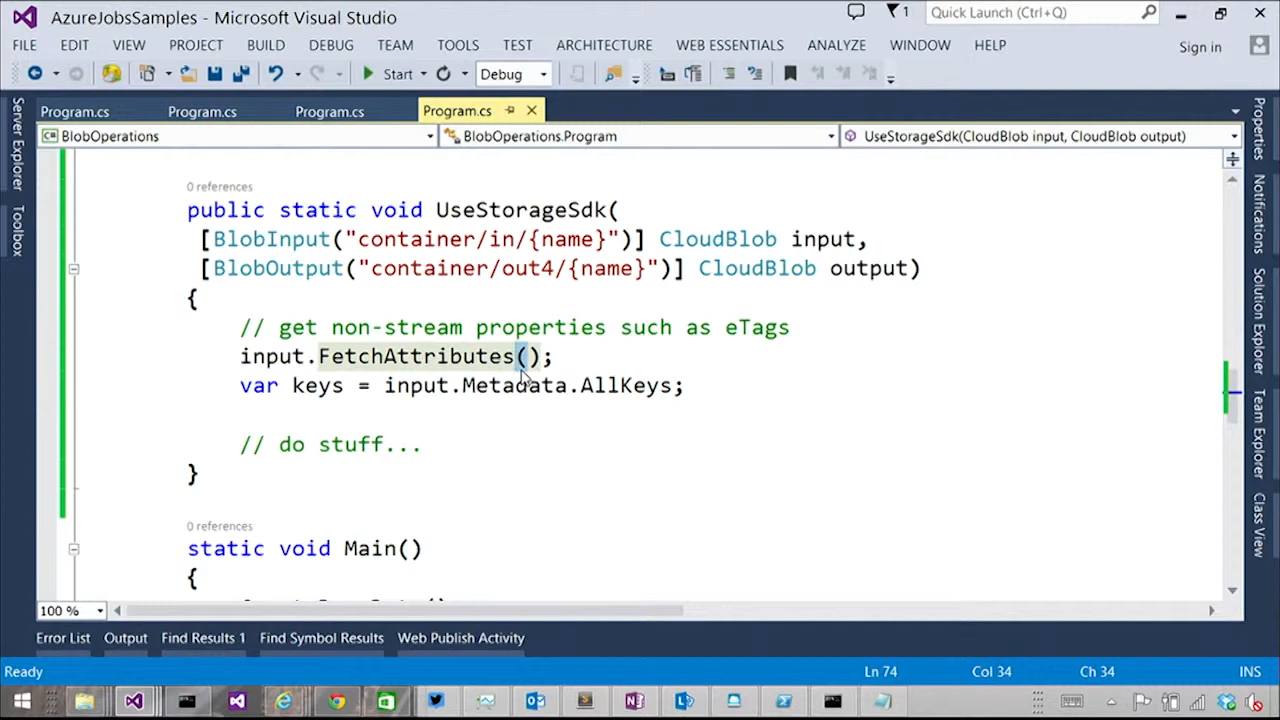 AzureJobsSamples - Microsoft Visual Studio
1
Quick Launch (Ctrl+Q)
FILE EDIT VIEW PROJECT BUILD DEBUG TEAM TOOLS TEST ARCHITECTURE WEB ESSENTIALS ANALYZE WINDOW HELP
Sign in
Start Debug
Program.cs Program.cs Program.cs Program.cs
BlobOperations BlobOperations.Program UseStorageSdk(CloudBlob input, CloudBlob output)
Server Explorer
Toolbox
0 references
public static void UseStorageSdk(
[BlobInput("container/in/{name}")] CloudBlob input,
[BlobOutput("container/out4/{name}")] CloudBlob output)
{
// get non-stream properties such as eTags
input.FetchAttributes();
var keys = input.Metadata.AllKeys;
// do stuff...
}
0 references
static void Main()
{
Properties
Notifications
Solution Explorer
Team Explorer
Class View
100 %
Error List Output Find Results 1 Find Symbol Results Web Publish Activity
Ready Ln 74 Col 34 Ch 34 INS